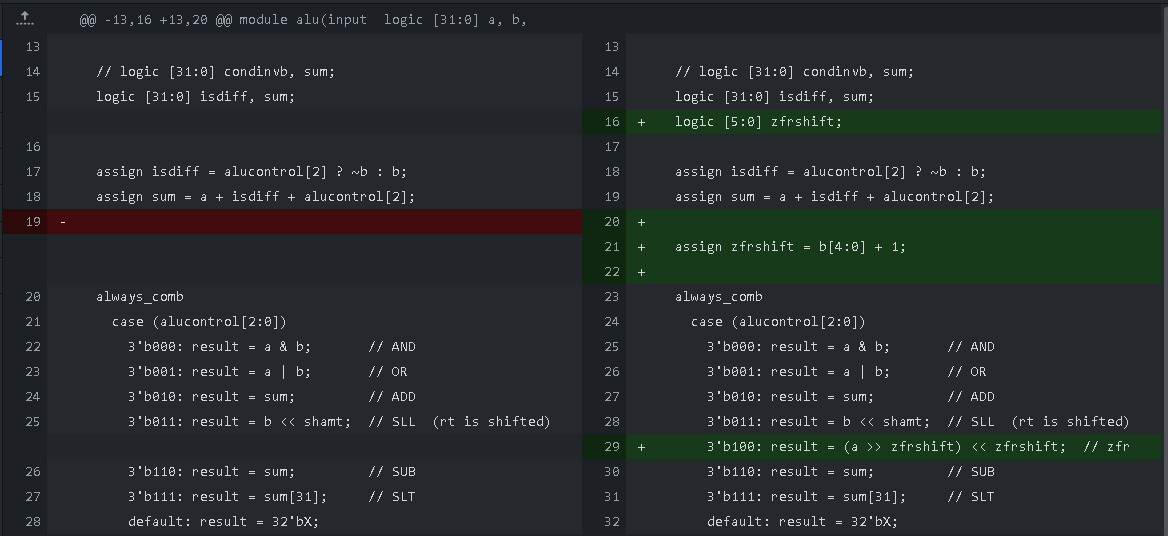 @@ -13,16 +13,20 @@ module alu(input  logic [31:0] a, b,
13
14    // logic [31:0] condinvb, sum;
15    logic [31:0] isdiff, sum;
16
17    assign isdiff = alucontrol[2] ? ~b : b;
18    assign sum = a + isdiff + alucontrol[2];
19  -
20    always_comb
21      case (alucontrol[2:0])
22        3'b000: result = a & b;       // AND
23        3'b001: result = a | b;       // OR
24        3'b010: result = sum;         // ADD
25        3'b011: result = b << shamt;  // SLL  (rt is shifted)
26        3'b110: result = sum;         // SUB
27        3'b111: result = sum[31];     // SLT
28        default: result = 32'bX;
13
14    // logic [31:0] condinvb, sum;
15    logic [31:0] isdiff, sum;
16  + logic [5:0] zfrshift;
17
18    assign isdiff = alucontrol[2] ? ~b : b;
19    assign sum = a + isdiff + alucontrol[2];
20  +
21  + assign zfrshift = b[4:0] + 1;
22  +
23    always_comb
24      case (alucontrol[2:0])
25        3'b000: result = a & b;       // AND
26        3'b001: result = a | b;       // OR
27        3'b010: result = sum;         // ADD
28        3'b011: result = b << shamt;  // SLL  (rt is shifted)
29  +     3'b100: result = (a >> zfrshift) << zfrshift;  // zfr
30        3'b110: result = sum;         // SUB
31        3'b111: result = sum[31];     // SLT
32        default: result = 32'bX;